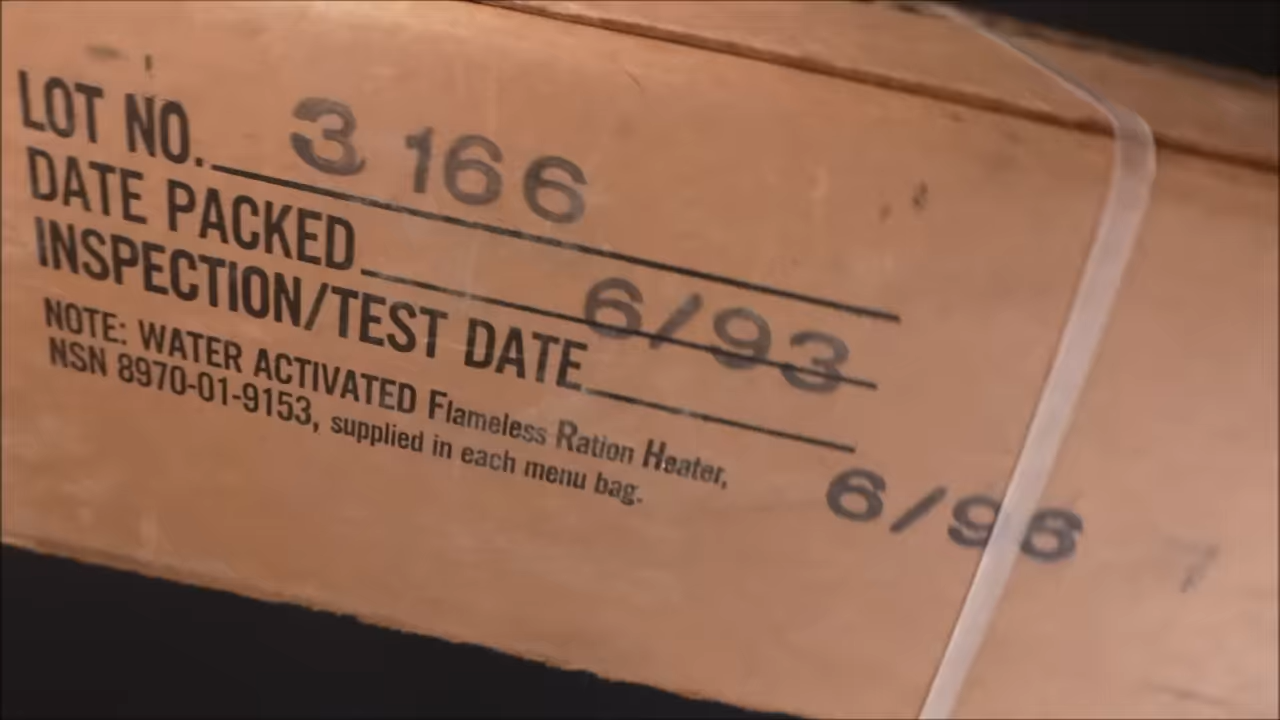 LOT NO. 3166
DATE PACKED 6/93
INSPECTION/TEST DATE 6/96
NOTE: WATER ACTIVATED Flameless Ration Heater,
NSN 8970-01-9153, supplied in each menu bag.